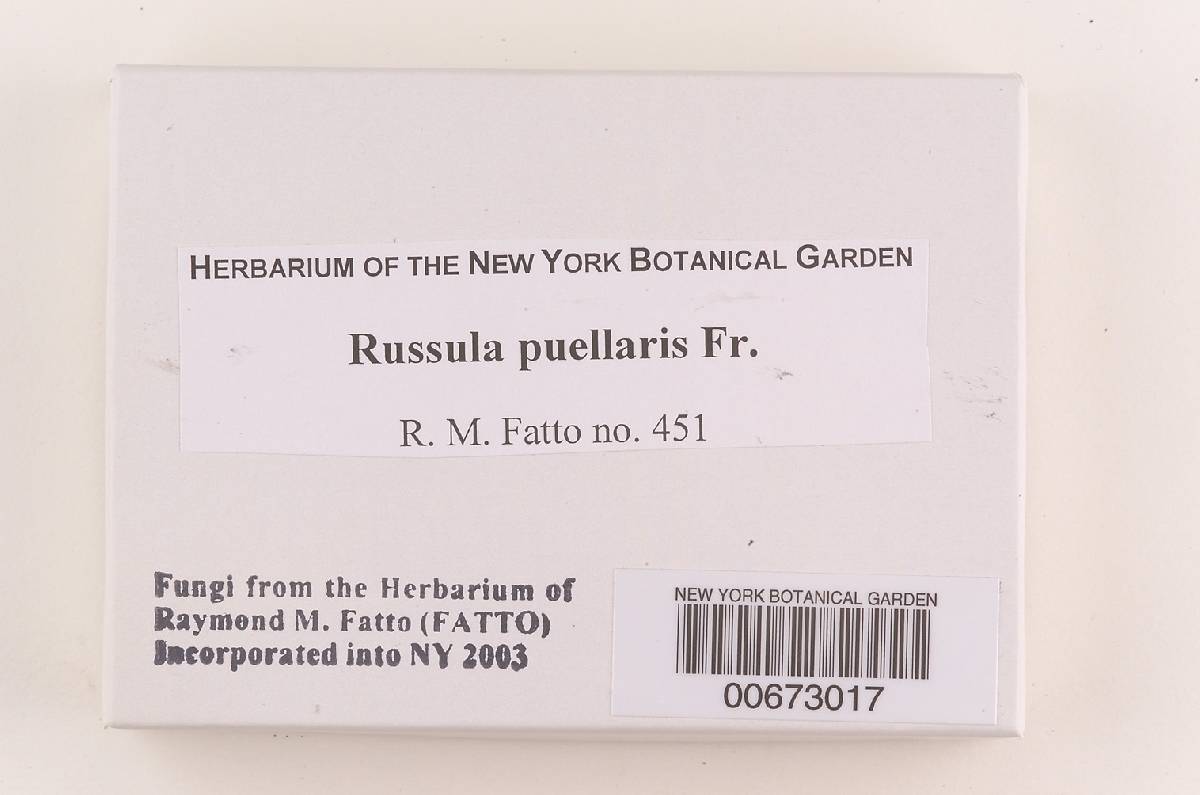 HERBARIUM OF THE NEW YORK BOTANICAL GARDEN
Russula puellaris Fr.
R. M. Fatto no. 451
Fungi from the Herbarium of
Raymond M. Fatto (FATTO)
Incorporated into NY 2003
NEW YORK BOTANICAL GARDEN
00673017